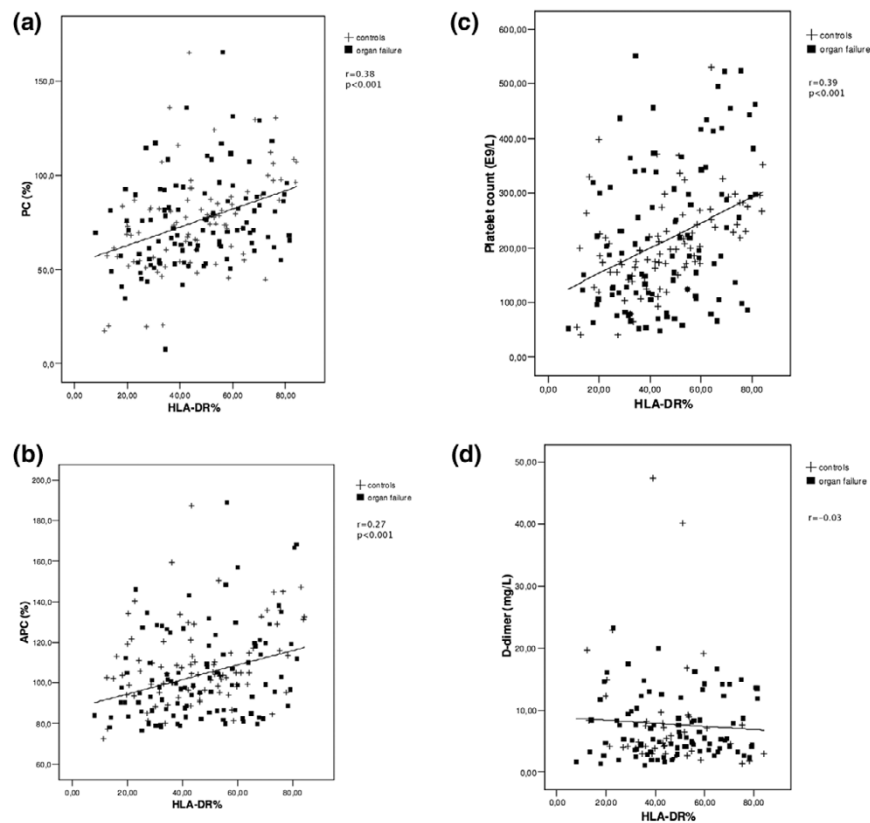 (a)
controls
organ failure
r=0.38
p<0.001
150,0
100,0
50,0
0,0
PC (%)
0,00 20,00 40,00 60,00 80,00
HLA-DR%
(b)
controls
organ failure
r=0.27
p<0.001
200,0
180,0
160,0
140,0
120,0
100,0
80,0
60,0
APC (%)
0,00 20,00 40,00 60,00 80,00
HLA-DR%
(c)
controls
organ failure
r=0.39
p<0.001
600,00
500,00
400,00
300,00
200,00
100,00
00,00
Platelet count (E9/L)
0,00 20,00 40,00 60,00 80,00
HLA-DR%
(d)
controls
organ failure
r=-0.03
50,00
40,00
30,00
20,00
10,00
0,00
D-dimer (mg/L)
0,00 20,00 40,00 60,00 80,00
HLA-DR%